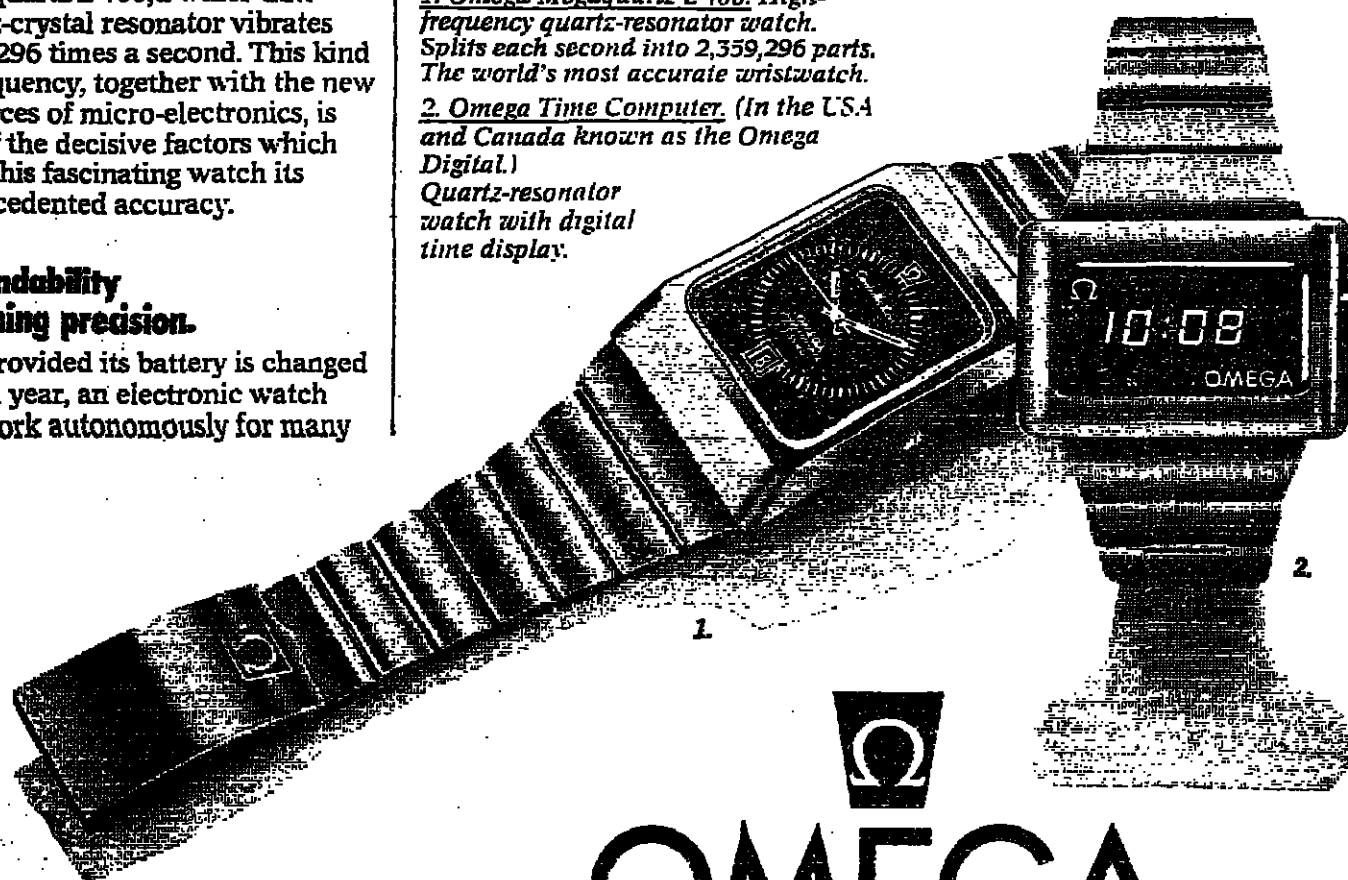 -crystal resonator vibrates
296 times a second. This kind
quency, together with the new
ces of micro-electronics, is
the decisive factors which
his fascinating watch its
cedented accuracy.
ndability
ing precision.
rovided its battery is changed
year, an electronic watch
ork autonomously for many
1. Omega Megaquartz
frequency quartz-resonator watch.
Splits each second into 2,359,296 parts.
The world's most accurate wristwatch.
2. Omega Time Computer. (In the USA
and Canada known as the Omega
Digital.)
Quartz-resonator
watch with digital
time display.
Ω
10:08
OMEGA
Ω
1.
2.
Ω
OMEGA